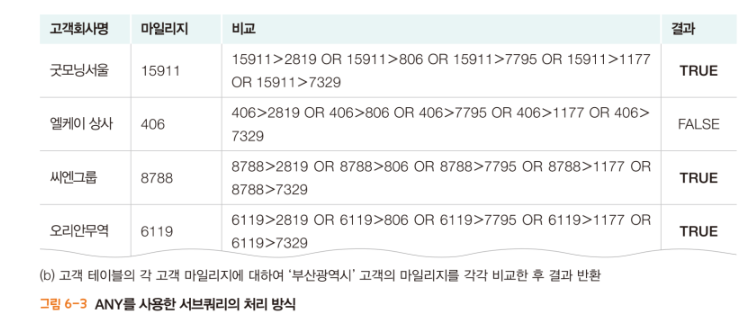 고객회사명 마일리지 비교 결과
굿모닝서울 15911 15911>2819 OR 15911>806 OR 15911>7795 OR 15911>1177 TRUE
OR 15911>7329
엘케이 상사 406 406>2819 OR 406>806 OR 406>7795 OR 406>1177 OR 406> FALSE
7329
씨엔그룹 8788 8788>2819 OR 8788>806 OR 8788>7795 OR 8788>1177 OR TRUE
8788>7329
오리안무역 6119 6119>2819 OR 6119>806 OR 6119>7795 OR 6119>1177 OR TRUE
6119>7329
(b) 고객 테이블의 각 고객 마일리지에 대하여 '부산광역시' 고객의 마일리지를 각각 비교한 후 결과 반환
그림 6-3 ANY를 사용한 서브쿼리의 처리 방식